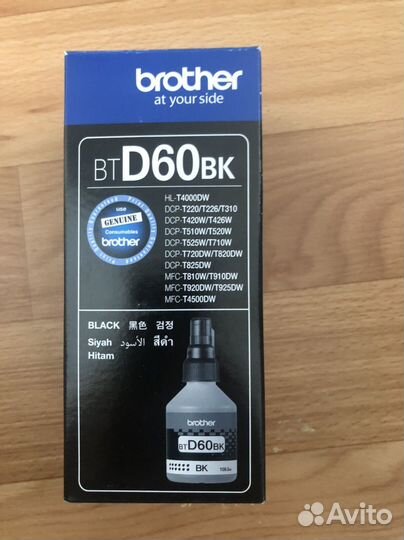 brother
at your side
BTD60BK
use
GENUINE
Consumables
brother
HL-T4000DW
DCP-T220/T226/T310
DCP-T420W/T426W
DCP-T510W/T520W
DCP-T525W/T710W
DCP-T720DW/T820DW
DCP-T825DW
MFC-T810W/T910DW
MFC-T920DW/T925DW
MFC-T4500DW
BLACK 黑色 검정
Siyah الأسود สีดำ
Hitam
brother
BTD60BK
BK
Avito